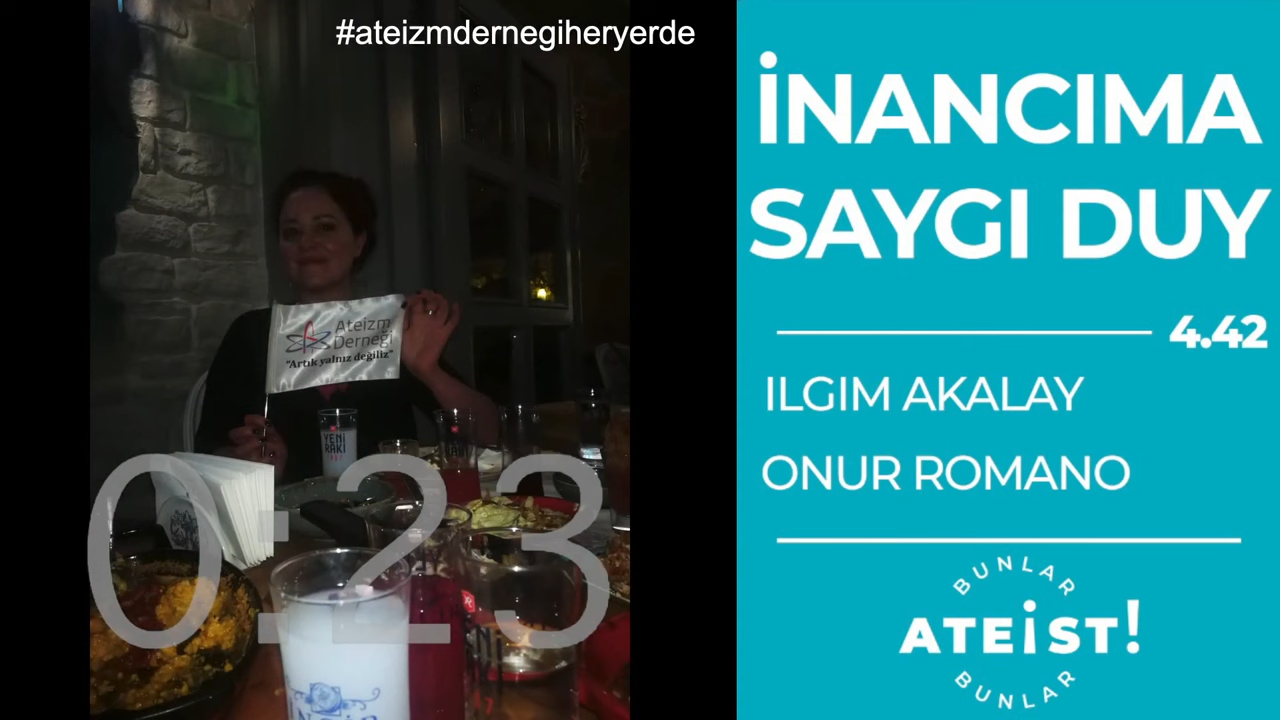 #ateizmdernegiheryerde
Ateizm
Derneği
"Artık yalnız değiliz"
YENİ
RAKI
0:23
İNANCIMA
SAYGI DUY
4.42
ILGIM AKALAY
ONUR ROMANO
BUNLAR
ATEİST!
BUNLAR